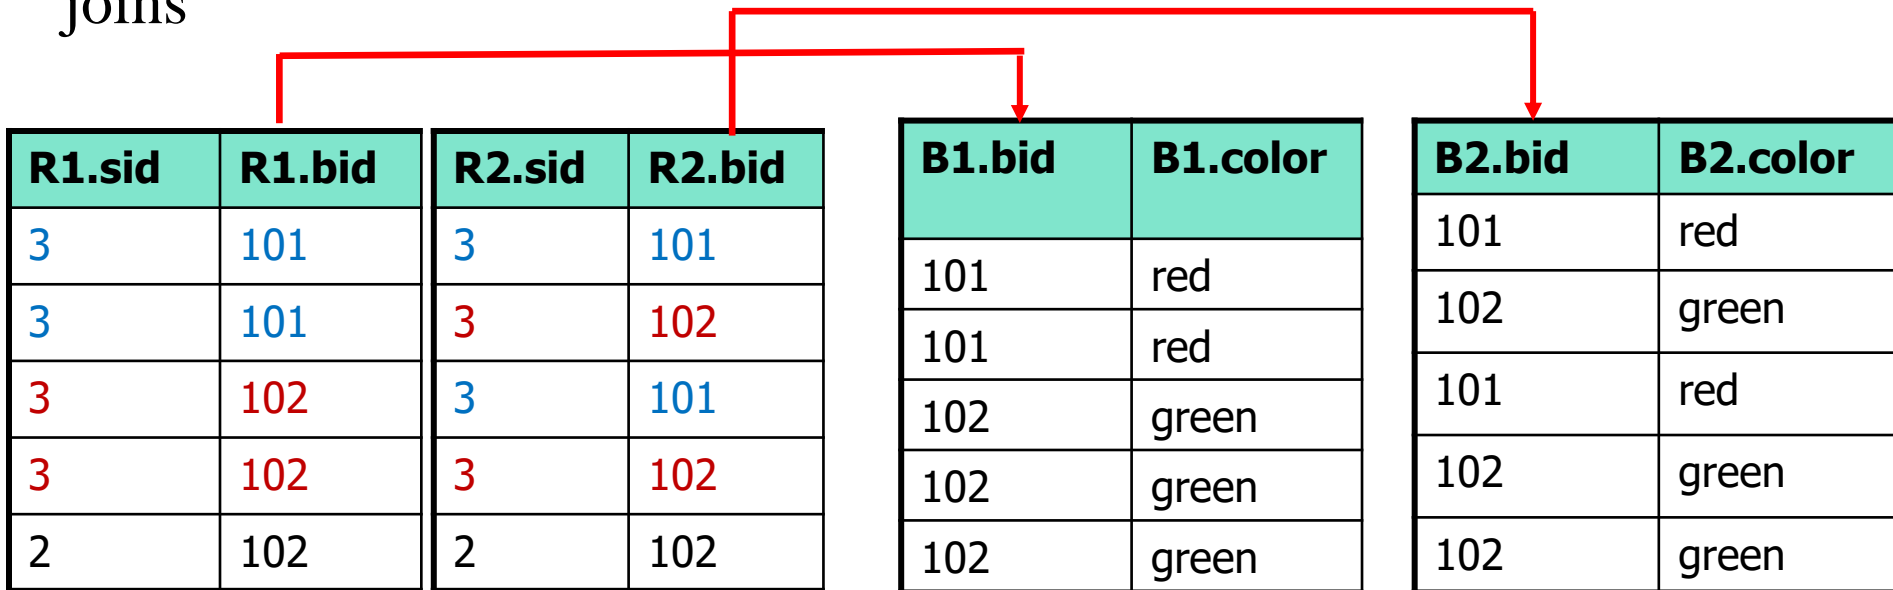 joins
R1.sid R1.bid R2.sid R2.bid B1.bid B1.color B2.bid B2.color
3 101 3 101 101 red 101 red
3 101 3 102 101 red 102 green
3 102 3 101 102 green 101 red
3 102 3 102 102 green 102 green
2 102 2 102 102 green 102 green